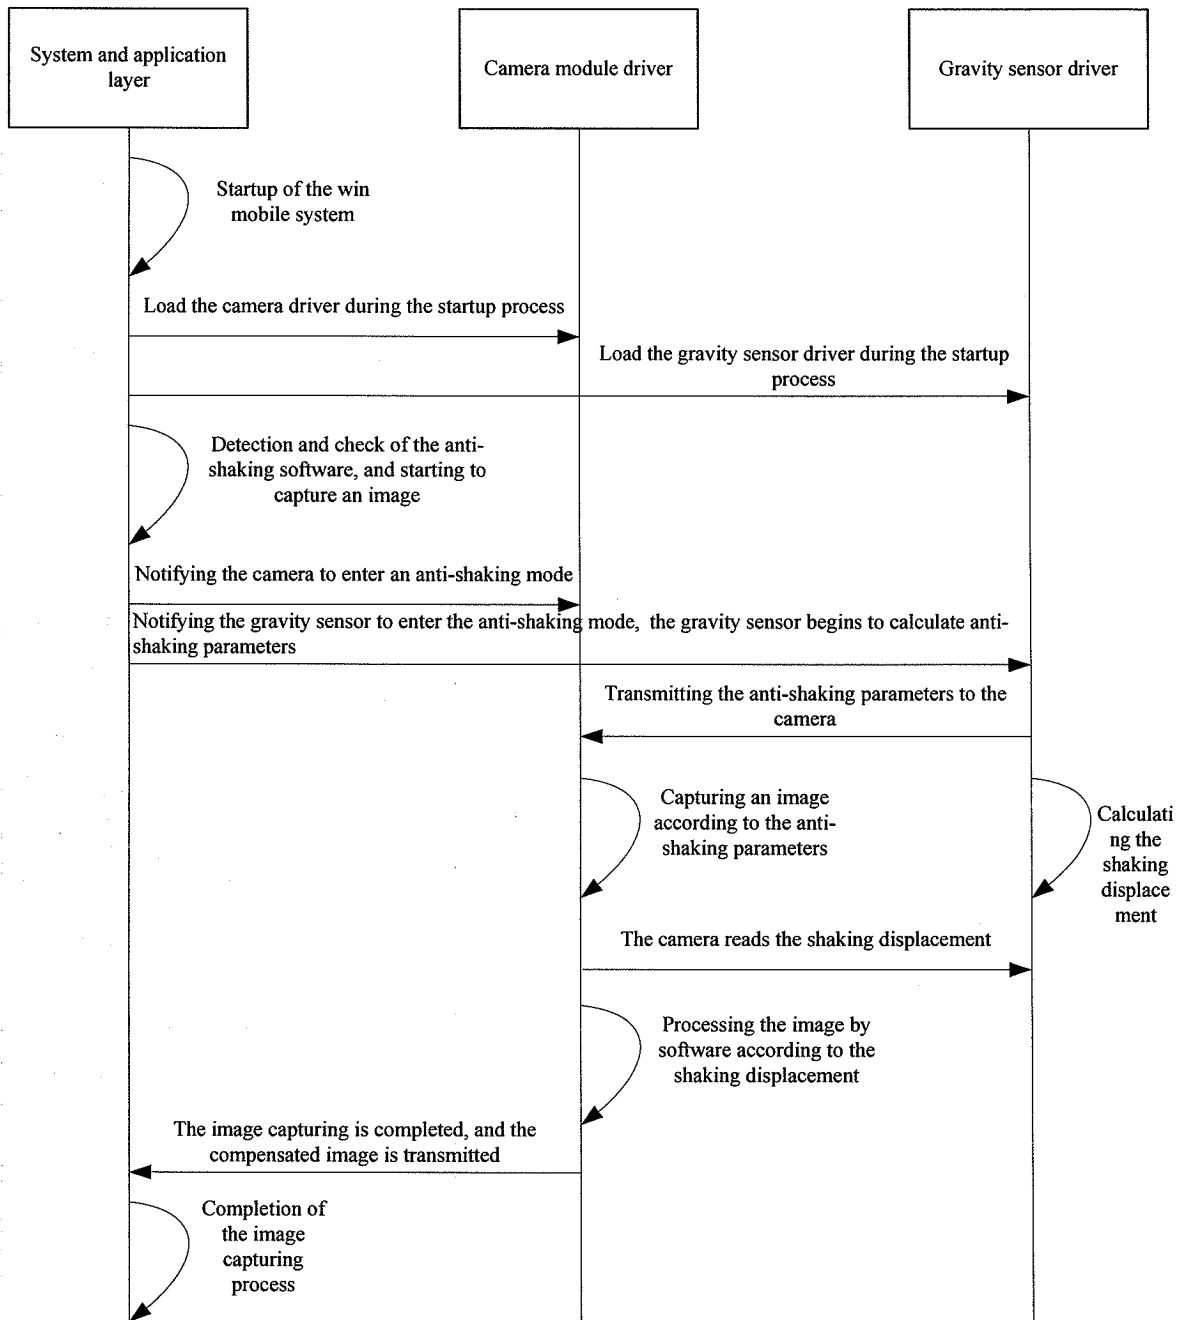 System and application
layer
Camera module driver
Gravity sensor driver
Startup of the win
mobile system
Load the camera driver during the startup process
Load the gravity sensor driver during the startup
process
Detection and check of the anti-
shaking software, and starting to
capture an image
Notifying the camera to enter an anti-shaking mode
Notifying the gravity sensor to enter the anti-shaking mode, the gravity sensor begins to calculate anti-
shaking parameters
Transmitting the anti-shaking parameters to the
camera
Capturing an image
according to the anti-
shaking parameters
Calculati
ng the
shaking
displace
ment
The camera reads the shaking displacement
Processing the image by
software according to the
shaking displacement
The image capturing is completed, and the
compensated image is transmitted
Completion of
the image
capturing
process